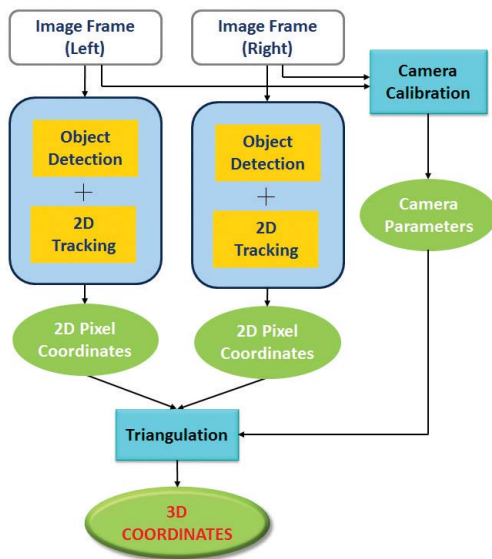 Image Frame
(Left)
Image Frame
(Right)
Camera
Calibration
Object
Detection
+
2D
Tracking
Object
Detection
+
2D
Tracking
Camera
Parameters
2D Pixel
Coordinates
2D Pixel
Coordinates
Triangulation
3D
COORDINATES